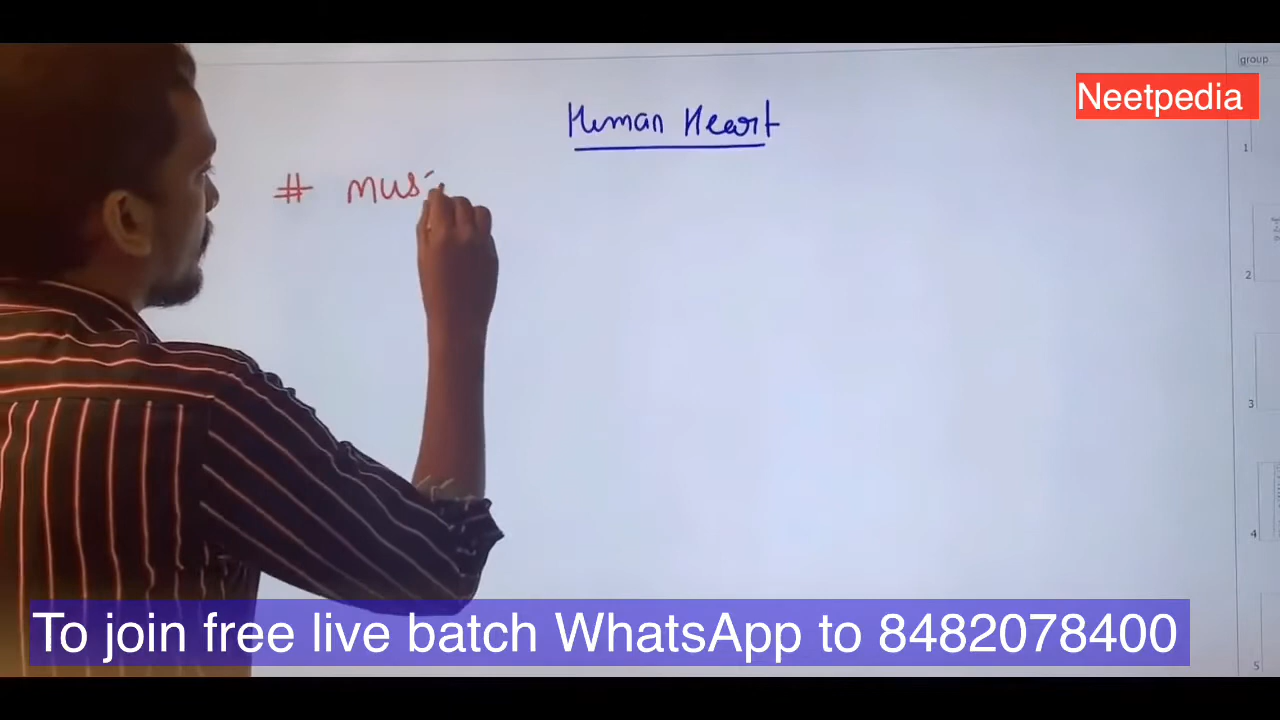 group
Neetpedia
Human Heart
# mus
1
2
3
4
5
To join free live batch WhatsApp to 8482078400